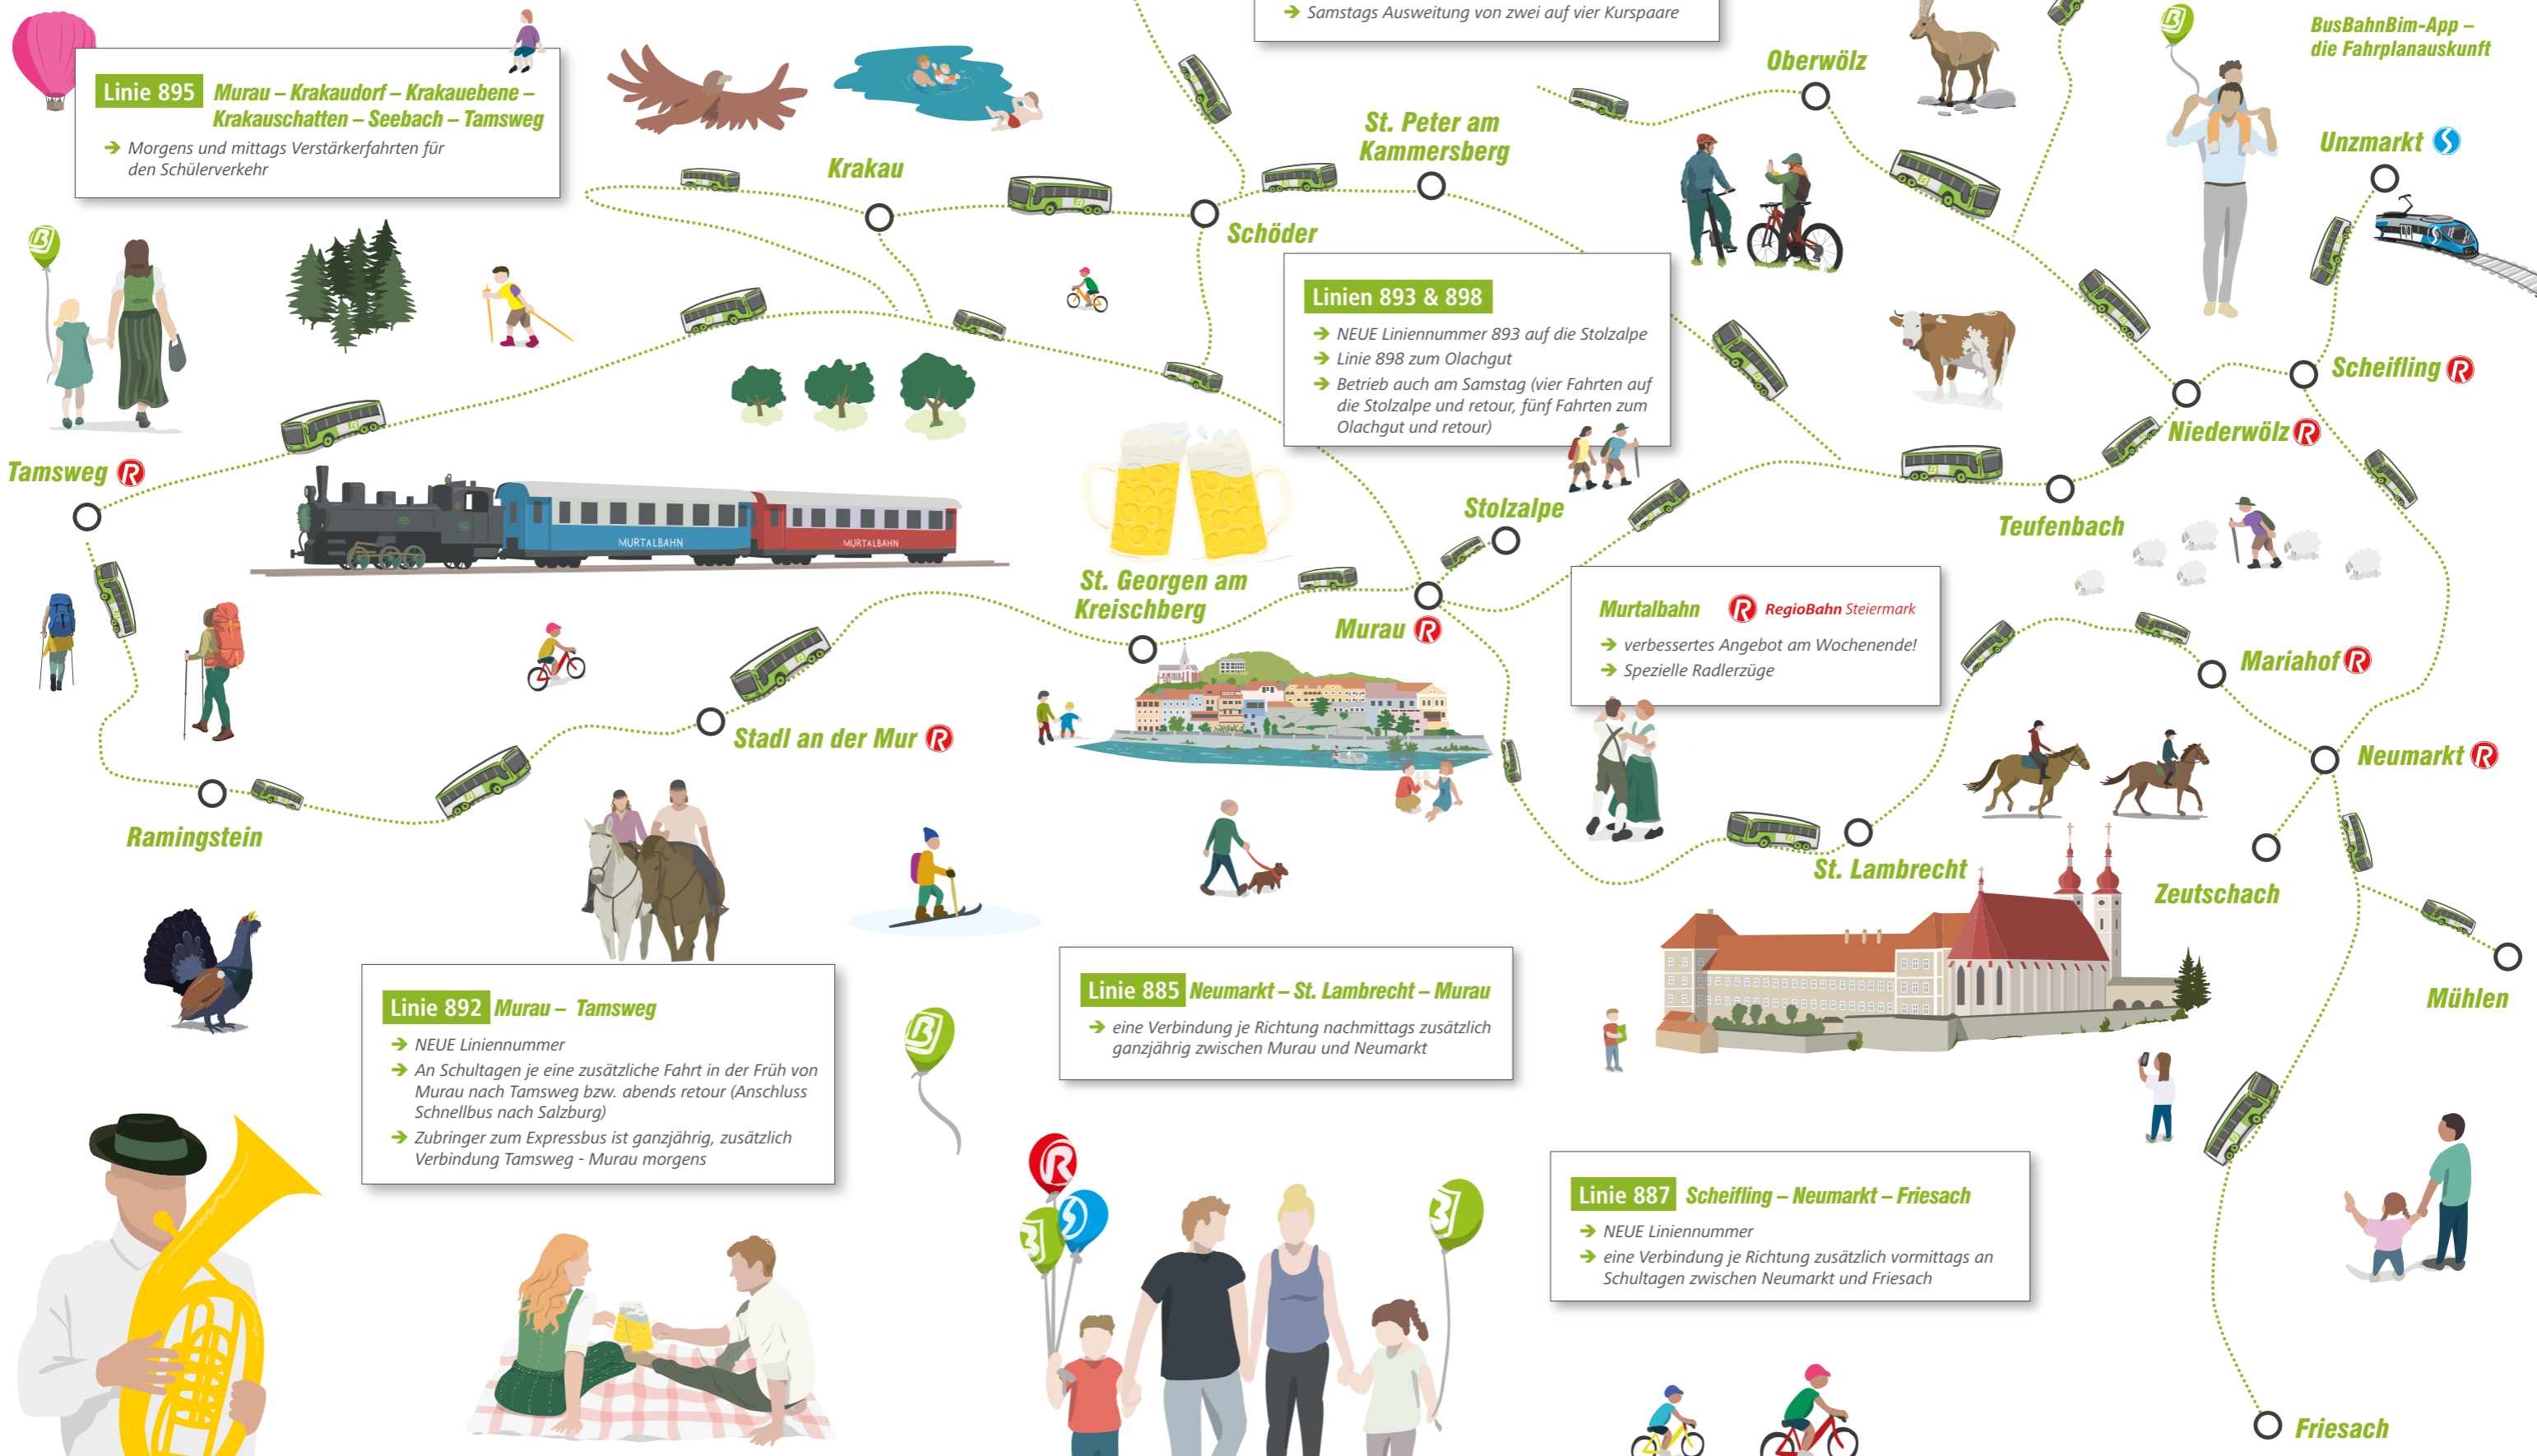 ➔ Samstags Ausweitung von zwei auf vier Kurspaare
BusBahnBim-App –
die Fahrplanauskunft
Linie 895 Murau – Krakaudorf – Krakauebene –
Krakauschatten – Seebach – Tamsweg
➔ Morgens und mittags Verstärkerfahrten für
den Schülerverkehr
Oberwölz
St. Peter am
Kammersberg
Unzmarkt S
Krakau
Schöder
Linien 893 & 898
➔ NEUE Liniennummer 893 auf die Stolzalpe
➔ Linie 898 zum Olachgut
➔ Betrieb auch am Samstag (vier Fahrten auf
die Stolzalpe und retour, fünf Fahrten zum
Olachgut und retour)
Scheifling R
Niederwölz R
Tamsweg R
Stolzalpe
Teufenbach
MURTALBAHN
MURTALBAHN
St. Georgen am
Kreischberg
Murau R
Murtalbahn R RegioBahn Steiermark
➔ verbessertes Angebot am Wochenende!
➔ Spezielle Radlerzüge
Mariahof R
Stadl an der Mur R
Neumarkt R
Ramingstein
St. Lambrecht
Zeutschach
Mühlen
Linie 892 Murau – Tamsweg
➔ NEUE Liniennummer
➔ An Schultagen je eine zusätzliche Fahrt in der Früh von
Murau nach Tamsweg bzw. abends retour (Anschluss
Schnellbus nach Salzburg)
➔ Zubringer zum Expressbus ist ganzjährig, zusätzlich
Verbindung Tamsweg - Murau morgens
Linie 885 Neumarkt – St. Lambrecht – Murau
➔ eine Verbindung je Richtung nachmittags zusätzlich
ganzjährig zwischen Murau und Neumarkt
Linie 887 Scheifling – Neumarkt – Friesach
➔ NEUE Liniennummer
➔ eine Verbindung je Richtung zusätzlich vormittags an
Schultagen zwischen Neumarkt und Friesach
Friesach